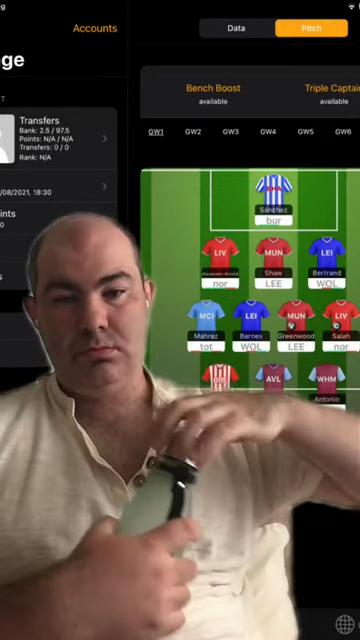 Accounts
Data
Pitch
ge
T
Bench Boost
available
Triple Captai
available
Transfers
Bank: 2.5 / 97.5
Points: N/A / N/A
Transfers: 0 / 0
Rank: N/A
GW1
GW2
GW3
GW4
GW5
GW6
/08/2021, 18:30
ints
s
BHA
Sánchez
bur
LIV
MUN
LEI
Alexander-Arnold
Shaw
Bertrand
nor
LEE
WOL
MCI
LEI
MUN
LIV
V
C
Mahrez
Barnes
Greenwood
Salah
tot
WOL
LEE
nor
AVL
WHM
Antonio